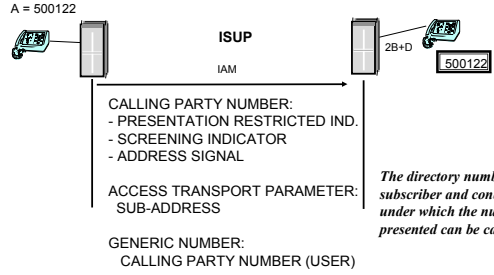 A = 500122
ISUP
2B+D
500122
IAM
CALLING PARTY NUMBER:
- PRESENTATION RESTRICTED IND.
- SCREENING INDICATOR
- ADDRESS SIGNAL
The directory numb
ACCESS TRANSPORT PARAMETER:
subscriber and con
SUB-ADDRESS
under which the nu
presented can be ca
GENERIC NUMBER:
CALLING PARTY NUMBER (USER)